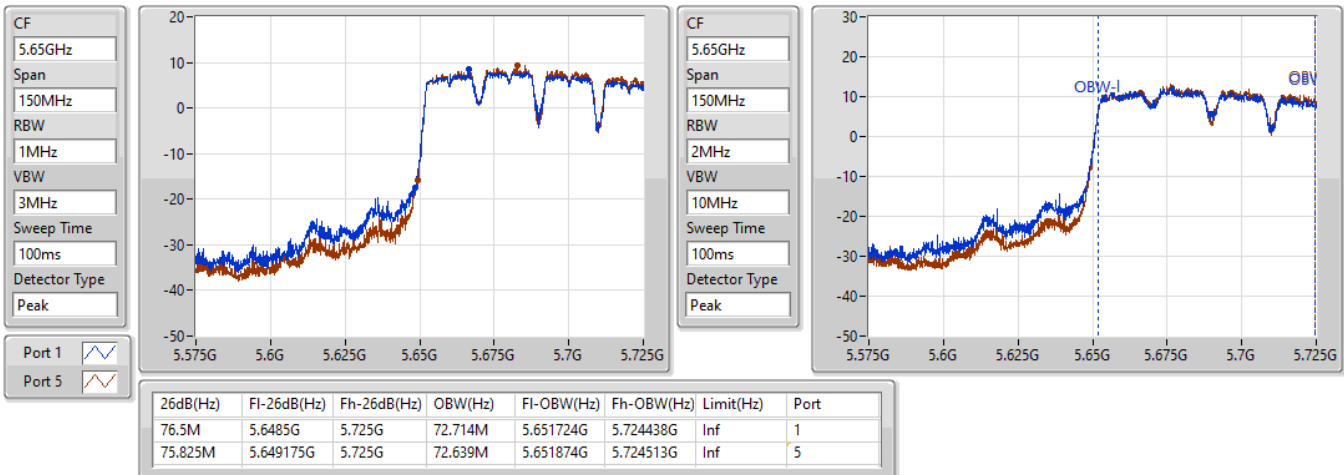 CF
5.65GHz
Span
150MHz
RBW
1MHz
VBW
3MHz
Sweep Time
100ms
Detector Type
Peak
20
10
0
-10
-20
-30
-40
-50
5.575G 5.6G 5.625G 5.65G 5.675G 5.7G 5.725G
Port 1
Port 5
CF
5.65GHz
Span
150MHz
RBW
2MHz
VBW
10MHz
Sweep Time
100ms
Detector Type
Peak
30
20
10
0
-10
-20
-30
-40
-50
OBW-l
OBW
5.575G 5.6G 5.625G 5.65G 5.675G 5.7G 5.725G
26dB(Hz) Fl-26dB(Hz) Fh-26dB(Hz) OBW(Hz) Fl-OBW(Hz) Fh-OBW(Hz) Limit(Hz) Port
76.5M 5.6485G 5.725G 72.714M 5.651724G 5.724438G Inf 1
75.825M 5.649175G 5.725G 72.639M 5.651874G 5.724513G Inf 5